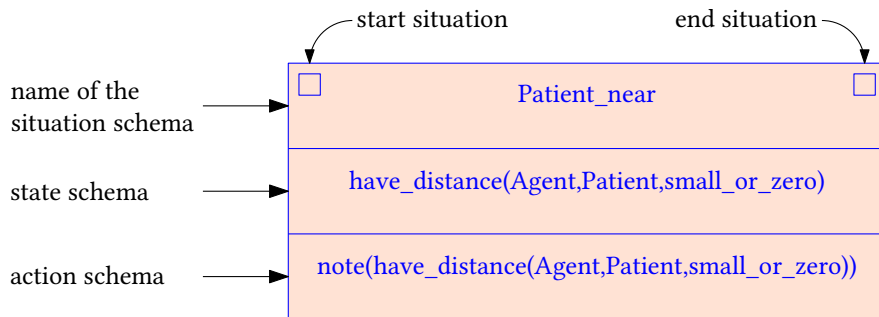 start situation
end situation
name of the
situation schema
Patient_near
state schema
have_distance(Agent,Patient,small_or_zero)
action schema
note(have_distance(Agent,Patient,small_or_zero))